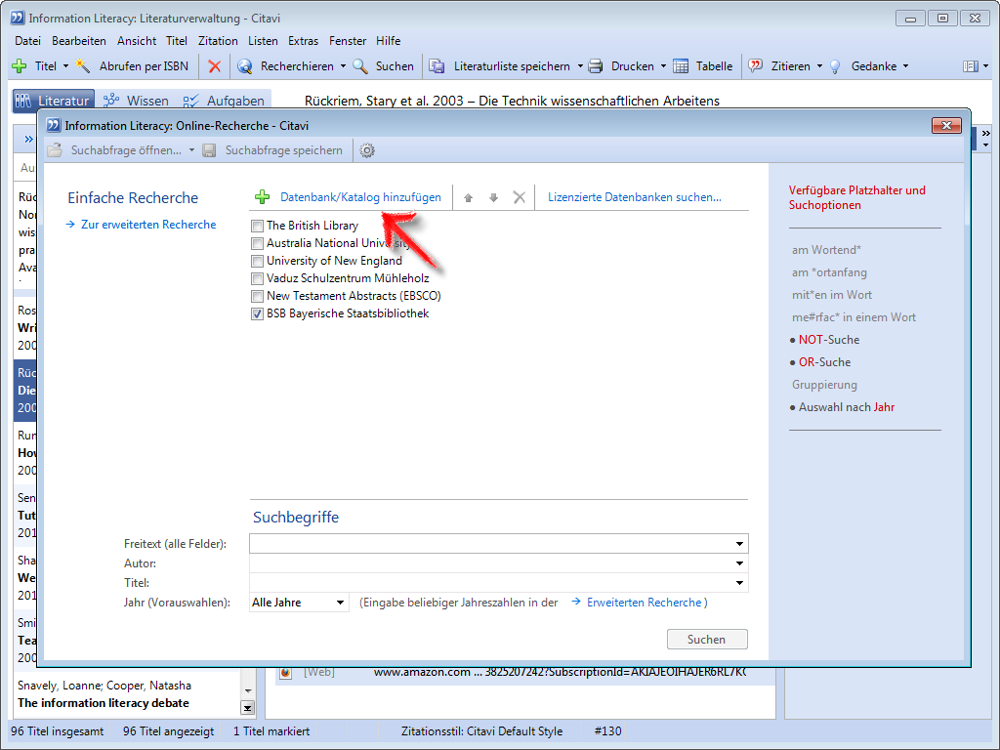 Information Literacy: Literaturverwaltung - Citavi
Datei Bearbeiten Ansicht Titel Zitation Listen Extras Fenster Hilfe
Titel Abrufen per ISBN Recherchieren Suchen Literaturliste speichern Drucken Tabelle Zitieren Gedanke
Literatur Wissen Aufgaben Rückriem, Stary et al. 2003 – Die Technik wissenschaftlichen Arbeitens
Information Literacy: Online-Recherche - Citavi
Suchabfrage öffnen... Suchabfrage speichern
Au
Rüc
Nor
wis
pra
Ava
Ros
Wri
200
Rüc
Die
200
Run
How
200
Sen
Tut
201
Sha
We
201
Smi
Tea
200
Einfache Recherche
Zur erweiterten Recherche
Datenbank/Katalog hinzufügen Lizenzierte Datenbanken suchen...
The British Library
Australia National University
University of New England
Vaduz Schulzentrum Mühleholz
New Testament Abstracts (EBSCO)
BSB Bayerische Staatsbibliothek
Verfügbare Platzhalter und
Suchoptionen
am Wortend*
am *ortanfang
mit*en im Wort
me#rfac* in einem Wort
● NOT-Suche
● OR-Suche
Gruppierung
● Auswahl nach Jahr
Suchbegriffe
Freitext (alle Felder):
Autor:
Titel:
Jahr (Vorauswahlen): Alle Jahre (Eingabe beliebiger Jahreszahlen in der Erweiterten Recherche )
Suchen
[Web] www.amazon.com ... 3825207242?SubscriptionId=AKIAJEOIHAJER6RL7KC
Snavely, Loanne; Cooper, Natasha
The information literacy debate
96 Titel insgesamt 96 Titel angezeigt 1 Titel markiert Zitationsstil: Citavi Default Style #130